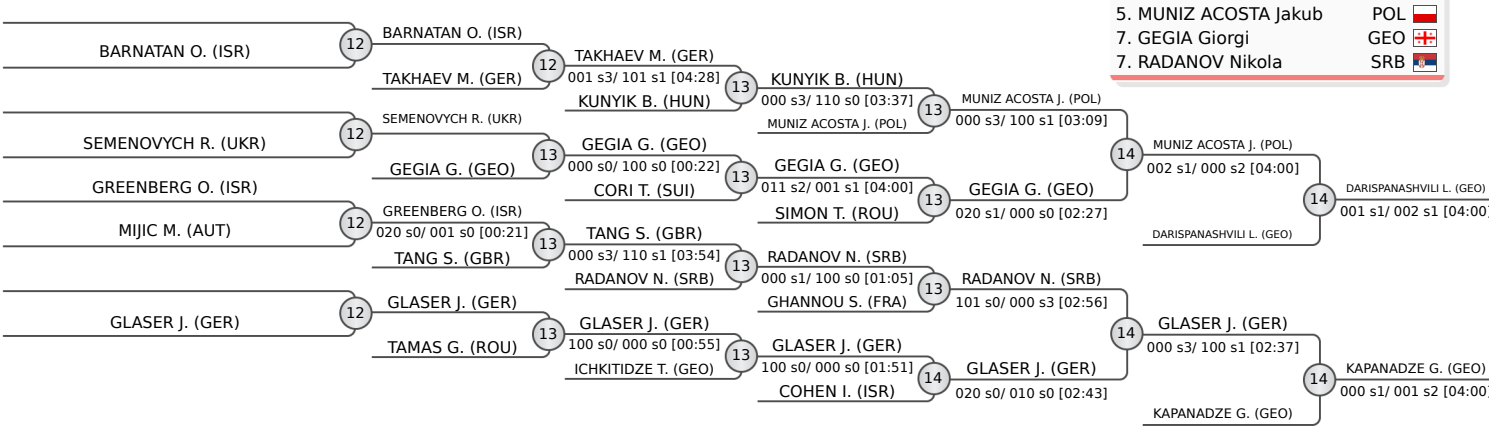 5. MUNIZ ACOSTA Jakub POL
7. GEGIA Giorgi GEO
7. RADANOV Nikola SRB
BARNATAN O. (ISR)
12
SEMENOVYCH R. (UKR)
12
GREENBERG O. (ISR)
MIJIC M. (AUT)
12
GLASER J. (GER)
12
BARNATAN O. (ISR)
TAKHAEV M. (GER)
12
SEMENOVYCH R. (UKR)
GEGIA G. (GEO)
13
GREENBERG O. (ISR)
020 s0/ 001 s0 [00:21]
TANG S. (GBR)
13
GLASER J. (GER)
TAMAS G. (ROU)
13
TAKHAEV M. (GER)
001 s3/ 101 s1 [04:28]
KUNYIK B. (HUN)
13
GEGIA G. (GEO)
000 s0/ 100 s0 [00:22]
CORI T. (SUI)
13
TANG S. (GBR)
000 s3/ 110 s1 [03:54]
RADANOV N. (SRB)
13
GLASER J. (GER)
100 s0/ 000 s0 [00:55]
ICHKITIDZE T. (GEO)
13
KUNYIK B. (HUN)
000 s3/ 110 s0 [03:37]
MUNIZ ACOSTA J. (POL)
13
GEGIA G. (GEO)
011 s2/ 001 s1 [04:00]
SIMON T. (ROU)
13
RADANOV N. (SRB)
000 s1/ 100 s0 [01:05]
GHANNOU S. (FRA)
13
GLASER J. (GER)
100 s0/ 000 s0 [01:51]
COHEN I. (ISR)
14
MUNIZ ACOSTA J. (POL)
000 s3/ 100 s1 [03:09]
GEGIA G. (GEO)
020 s1/ 000 s0 [02:27]
14
RADANOV N. (SRB)
101 s0/ 000 s3 [02:56]
GLASER J. (GER)
020 s0/ 010 s0 [02:43]
14
MUNIZ ACOSTA J. (POL)
002 s1/ 000 s2 [04:00]
DARISPANASHVILI L. (GEO)
14
GLASER J. (GER)
000 s3/ 100 s1 [02:37]
KAPANADZE G. (GEO)
14
DARISPANASHVILI L. (GEO)
001 s1/ 002 s1 [04:00]
KAPANADZE G. (GEO)
000 s1/ 001 s2 [04:00]